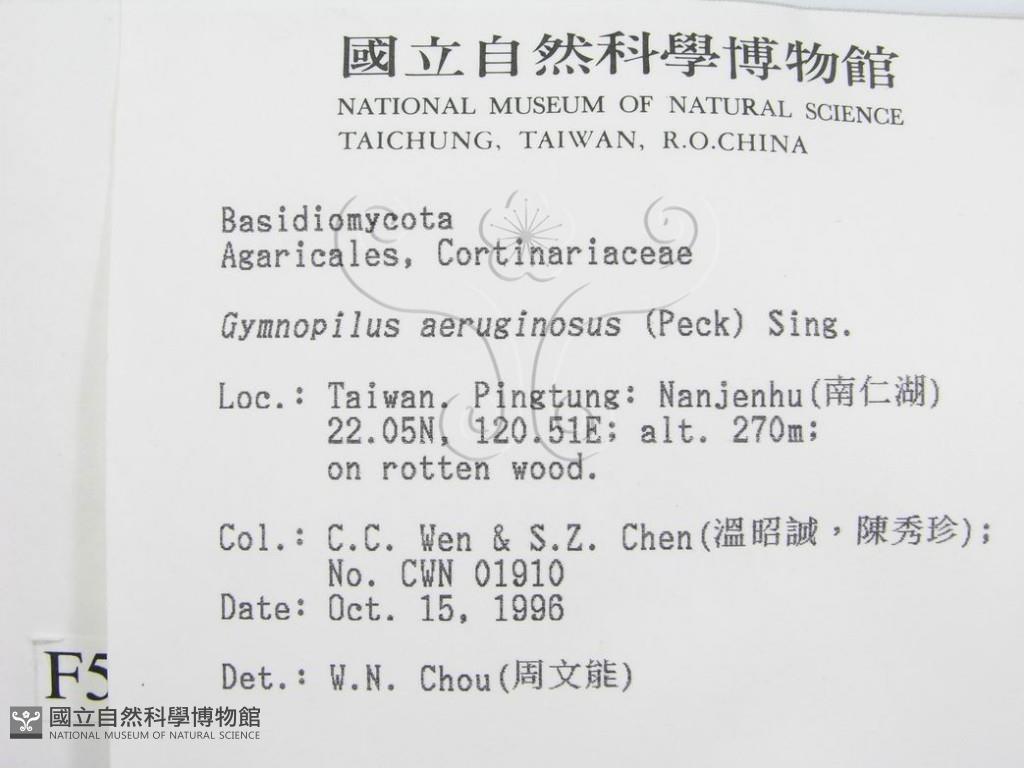 國立自然科學博物館
NATIONAL MUSEUM OF NATURAL SCIENCE
TAICHUNG, TAIWAN, R.O.CHINA
Basidiomycota
Agaricales, Cortinariaceae
Gymnopilus aeruginosus (Peck) Sing.
Loc.: Taiwan. Pingtung: Nanjenhu(南仁湖)
22.05N, 120.51E; alt. 270m;
on rotten wood.
Col.: C.C. Wen & S.Z. Chen(溫昭誠，陳秀珍);
No. CWN 01910
Date: Oct. 15, 1996
Det.: W.N. Chou(周文能)
F5
國立自然科學博物館
NATIONAL MUSEUM OF NATURAL SCIENCE